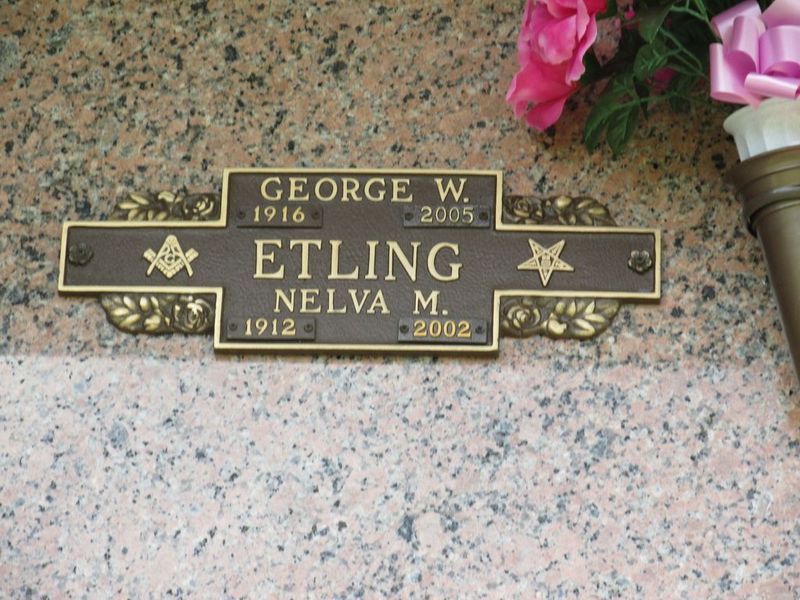 GEORGE W.
1916 2005
ETLING
NELVA M.
1912 2002